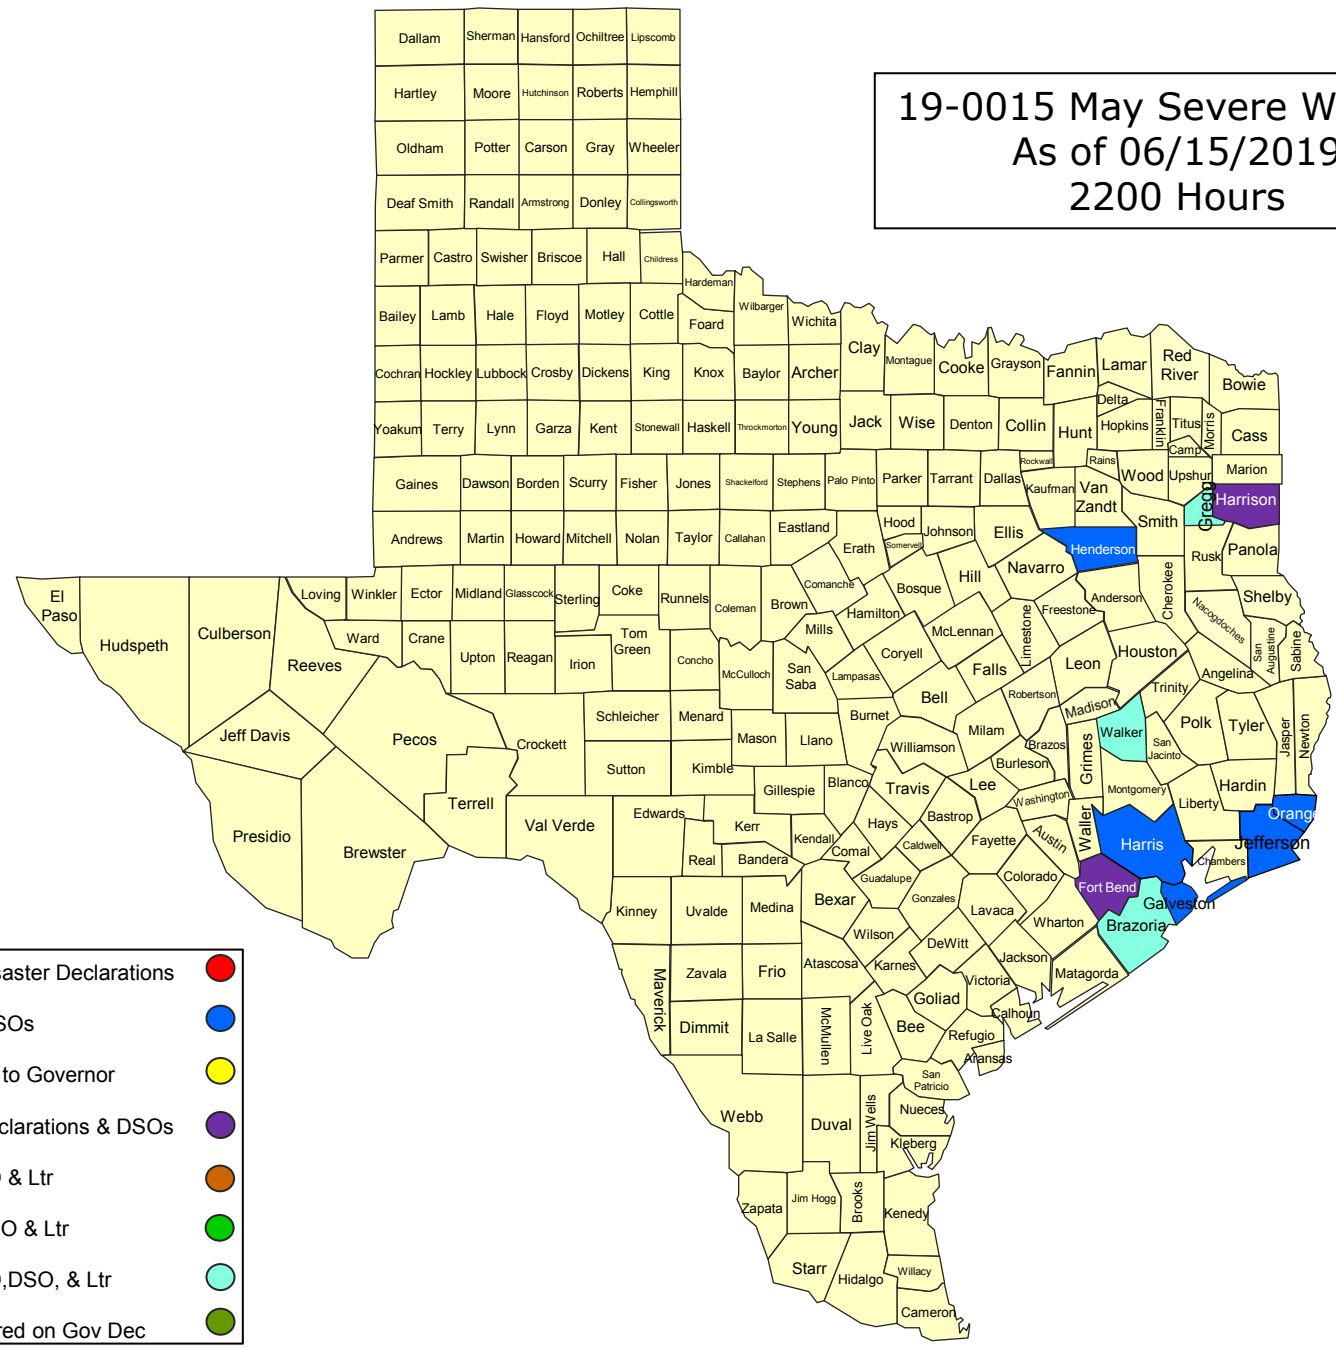 Dallam Sherman Hansford Ochiltree Lipscomb
Hartley Moore Hutchinson Roberts Hemphill
19-0015 May Severe W
As of 06/15/2019
2200 Hours
Oldham Potter Carson Gray Wheeler
Deaf Smith Randall Armstrong Donley Collingsworth
Parmer Castro Swisher Briscoe Hall Childress
Hardeman
Bailey Lamb Hale Floyd Motley Cottle Foard Wilbarger Wichita
Clay Montague Cooke Grayson Fannin Lamar Red
River Bowie
Cochran Hockley Lubbock Crosby Dickens King Knox Baylor Archer
Delta
Yoakum Terry Lynn Garza Kent Stonewall Haskell Throckmorton Young Jack Wise Denton Collin Hunt Hopkins Franklin Titus Morris Cass
Camp
Gaines Dawson Borden Scurry Fisher Jones Shackelford Stephens Palo Pinto Parker Tarrant Dallas Rockwall Kaufman Rains Van
Zandt Wood Upshur Marion
Gregg Harrison
Andrews Martin Howard Mitchell Nolan Taylor Callahan Eastland Erath Hood Somervell Johnson Ellis Henderson Smith Rusk Panola
El
Paso Hudspeth Culberson Loving Winkler Ector Midland Glasscock Sterling Coke Runnels Coleman Brown Comanche Hamilton Bosque Hill Navarro Freestone Anderson Cherokee Nacogdoches Shelby
Reeves Ward Crane Upton Reagan Irion Tom
Green Concho McCulloch San
Saba Mills Lampasas Coryell McLennan Limestone Falls Leon Houston Angelina San
Augustine Sabine
Jeff Davis Pecos Crockett Schleicher Menard Mason Llano Burnet Bell Milam Robertson Madison Trinity Polk Tyler Jasper Newton
Sutton Kimble Gillespie Blanco Williamson Burleson Brazos Grimes Walker San
Jacinto
Presidio Brewster Terrell Val Verde Edwards Kerr Kendall Travis Lee Washington Montgomery Liberty Hardin Orange
Real Bandera Comal Hays Caldwell Bastrop Fayette Austin Waller Harris Chambers Jefferson
Kinney Uvalde Medina Bexar Guadalupe Gonzales Lavaca Colorado Wharton Fort Bend Brazoria Galveston
Maverick Zavala Frio Atascosa Wilson Karnes DeWitt Victoria Jackson Matagorda
Dimmit La Salle McMullen Live Oak Bee Goliad Refugio Calhoun Aransas
Webb Duval Jim Wells San
Patricio Nueces Kleberg
Zapata Jim Hogg Brooks Kenedy
Starr Hidalgo Willacy
Cameron
saster Declarations
SOs
to Governor
clarations & DSOs
& Ltr
O & Ltr
,DSO, & Ltr
red on Gov Dec